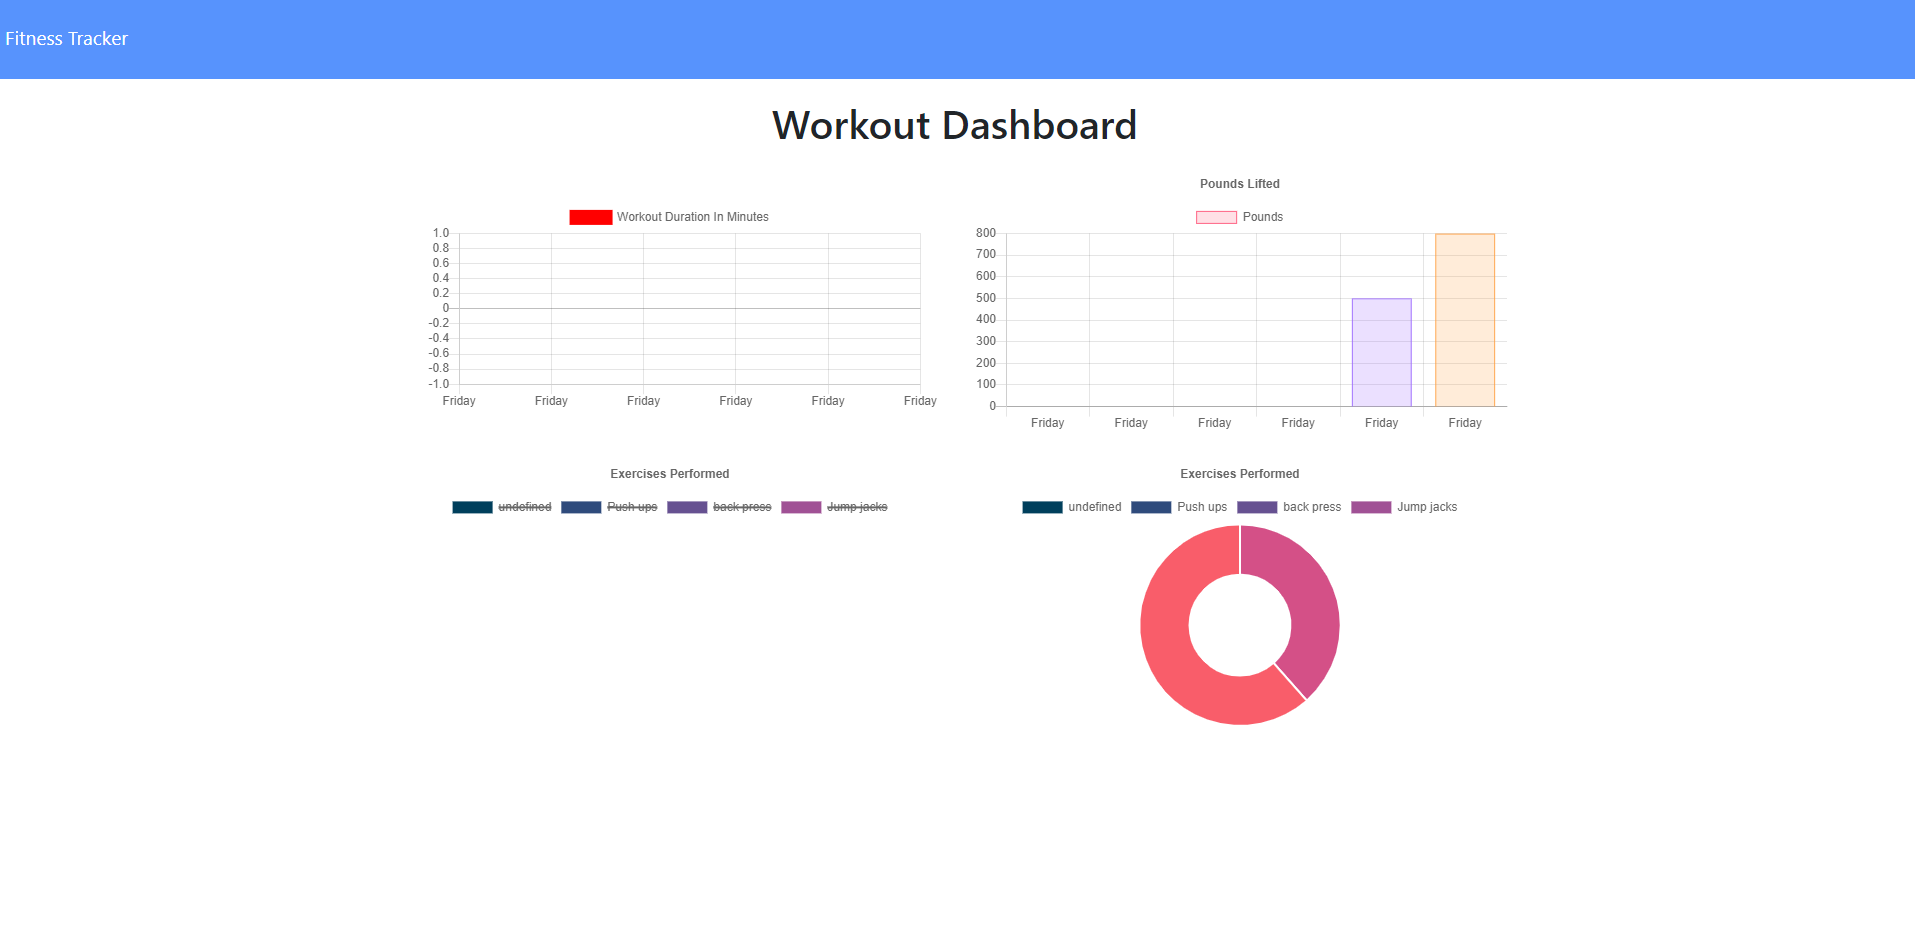 Fitness Tracker
Workout Dashboard
Workout Duration In Minutes
1.0
0.8
0.6
0.4
0.2
0
-0.2
-0.4
-0.6
-0.8
-1.0
Friday Friday Friday Friday Friday Friday
Pounds Lifted
Pounds
800
700
600
500
400
300
200
100
0
Friday Friday Friday Friday Friday Friday
Exercises Performed
undefined Push ups back press Jump jacks
Exercises Performed
undefined Push ups back press Jump jacks